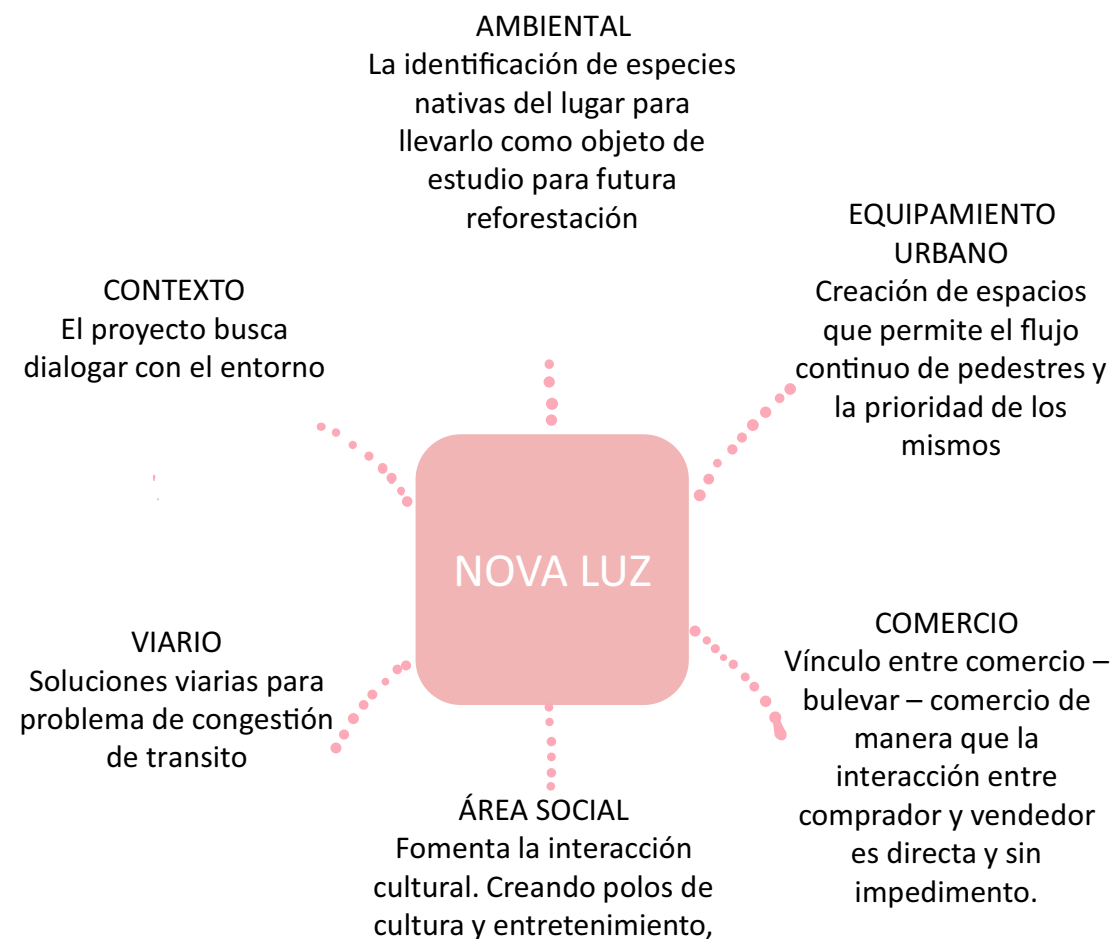 AMBIENTAL
La identificación de especies
nativas del lugar para
llevarlo como objeto de
estudio para futura
reforestación
EQUIPAMIENTO
URBANO
Creación de espacios
que permite el flujo
continuo de pedestres y
la prioridad de los
mismos
CONTEXTO
El proyecto busca
dialogar con el entorno
NOVA LUZ
COMERCIO
Vínculo entre comercio –
bulevar – comercio de
manera que la
interacción entre
comprador y vendedor
es directa y sin
impedimento.
VIARIO
Soluciones viarias para
problema de congestión
de transito
ÁREA SOCIAL
Fomenta la interacción
cultural. Creando polos de
cultura y entretenimiento,